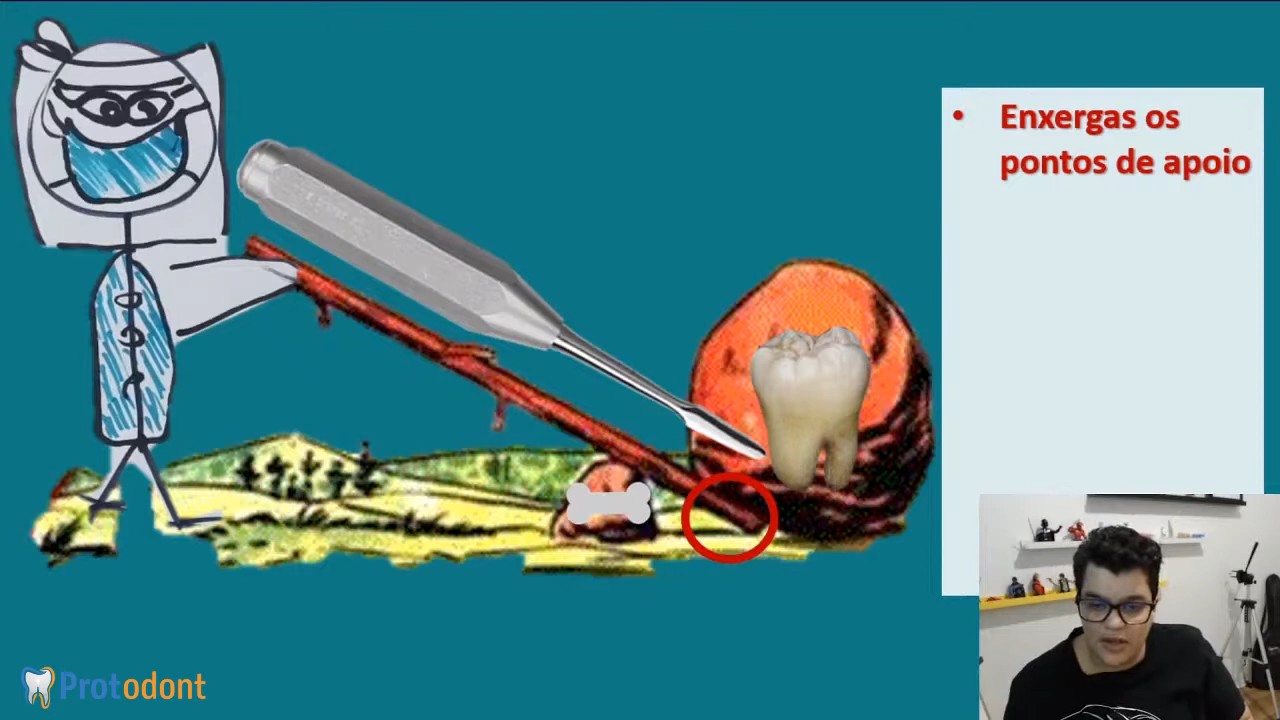 • Enxergas os
pontos de apoio
Protodont